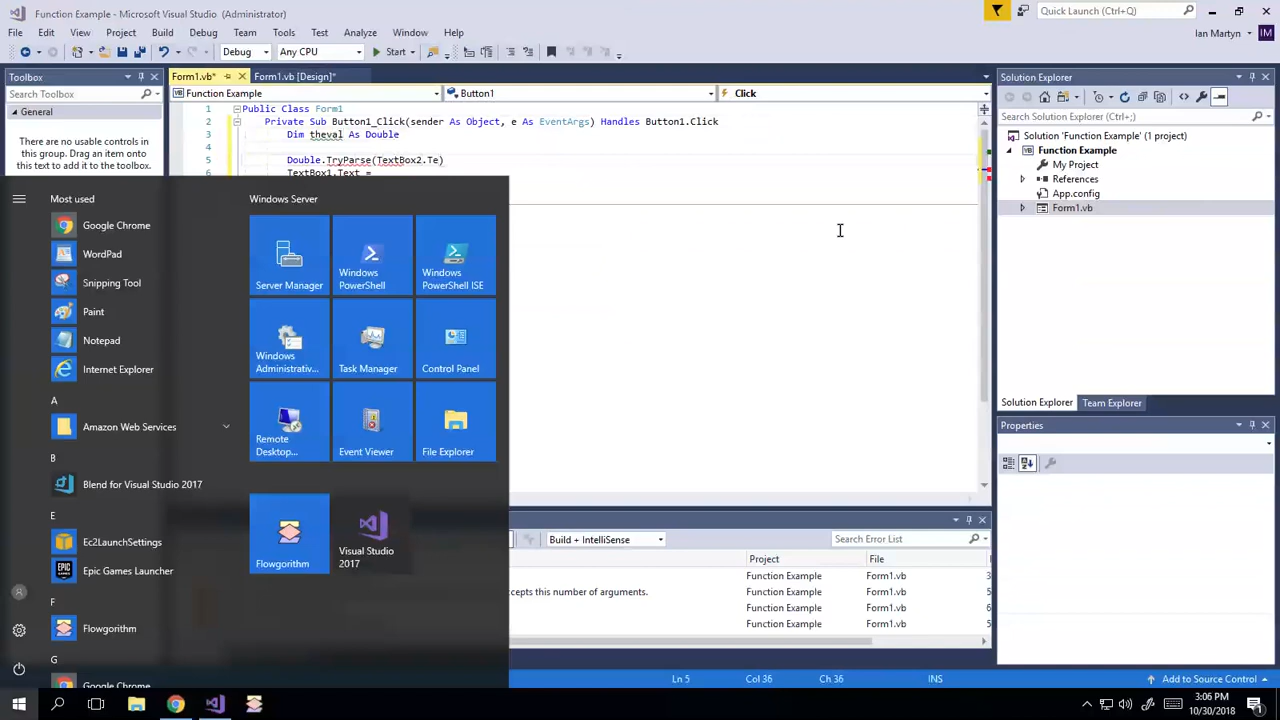 Function Example - Microsoft Visual Studio (Administrator)
Quick Launch (Ctrl+Q)
File Edit View Project Build Debug Team Tools Test Analyze Window Help
Ian Martyn IM
Debug Any CPU Start
Toolbox
Search Toolbox
General
There are no usable controls in
this group. Drag an item onto
this text to add it to the toolbox.
Form1.vb* Form1.vb [Design]*
Function Example Button1 Click
1 Public Class Form1
2 Private Sub Button1_Click(sender As Object, e As EventArgs) Handles Button1.Click
3 Dim theval As Double
4
5 Double.TryParse(TextBox2.Te)
6 TextBox1.Text =
Solution Explorer
Search Solution Explorer (Ctrl+;)
Solution 'Function Example' (1 project)
Function Example
My Project
References
App.config
Form1.vb
Solution Explorer Team Explorer
Properties
Most used
Google Chrome
WordPad
Snipping Tool
Paint
Notepad
Internet Explorer
A
Amazon Web Services
B
Blend for Visual Studio 2017
E
Ec2LaunchSettings
Epic Games Launcher
F
Flowgorithm
G
Google Chrome
Windows Server
Server Manager
Windows PowerShell
Windows PowerShell ISE
Windows Administrativ...
Task Manager
Control Panel
Remote Desktop...
Event Viewer
File Explorer
Flowgorithm
Visual Studio 2017
Build + IntelliSense
Search Error List
Project File
Function Example Form1.vb 3
ccepts this number of arguments. Function Example Form1.vb 5
Function Example Form1.vb 6
Function Example Form1.vb 5
Ln 5 Col 36 Ch 36 INS
Add to Source Control
3:06 PM
10/30/2018
1